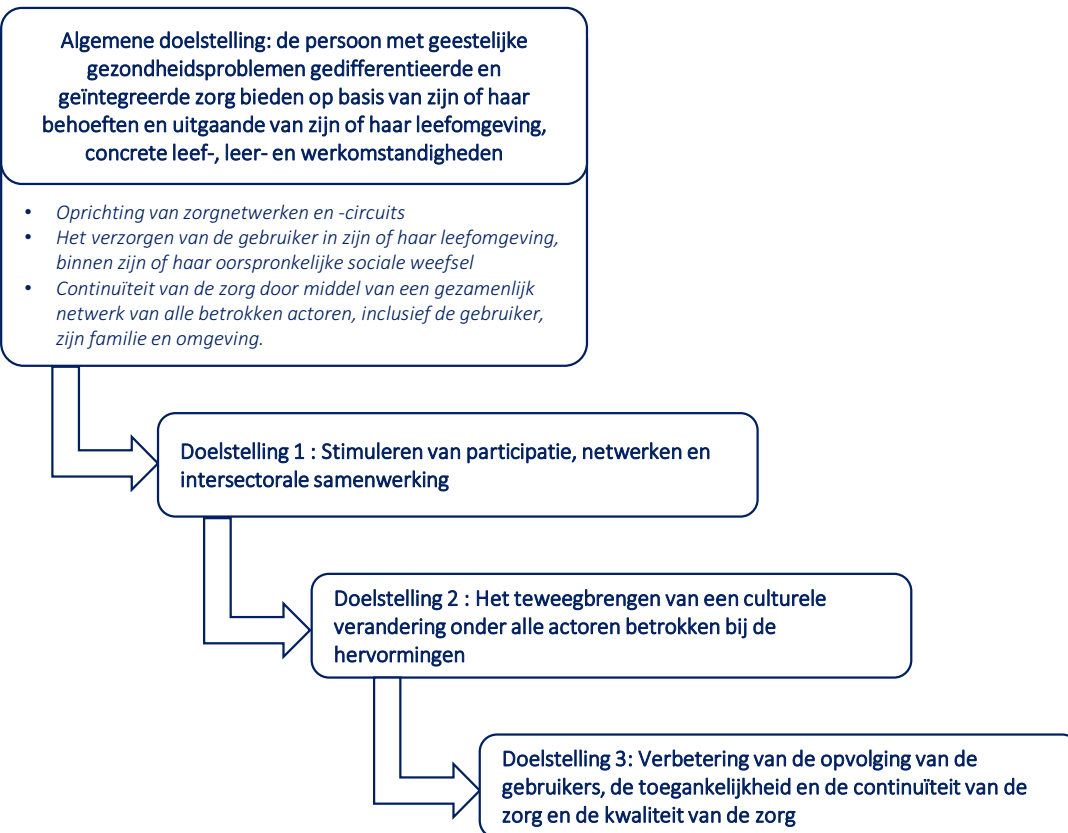 Algemene doelstelling: de persoon met geestelijke
gezondheidsproblemen gedifferentieerde en
geïntegreerde zorg bieden op basis van zijn of haar
behoeften en uitgaande van zijn of haar leefomgeving,
concrete leef-, leer- en werkomstandigheden
• Oprichting van zorgnetwerken en -circuits
• Het verzorgen van de gebruiker in zijn of haar leefomgeving,
binnen zijn of haar oorspronkelijke sociale weefsel
• Continuïteit van de zorg door middel van een gezamenlijk
netwerk van alle betrokken actoren, inclusief de gebruiker,
zijn familie en omgeving.
Doelstelling 1 : Stimuleren van participatie, netwerken en
intersectorale samenwerking
Doelstelling 2 : Het teweegbrengen van een culturele
verandering onder alle actoren betrokken bij de
hervormingen
Doelstelling 3: Verbetering van de opvolging van de
gebruikers, de toegankelijkheid en de continuïteit van de
zorg en de kwaliteit van de zorg